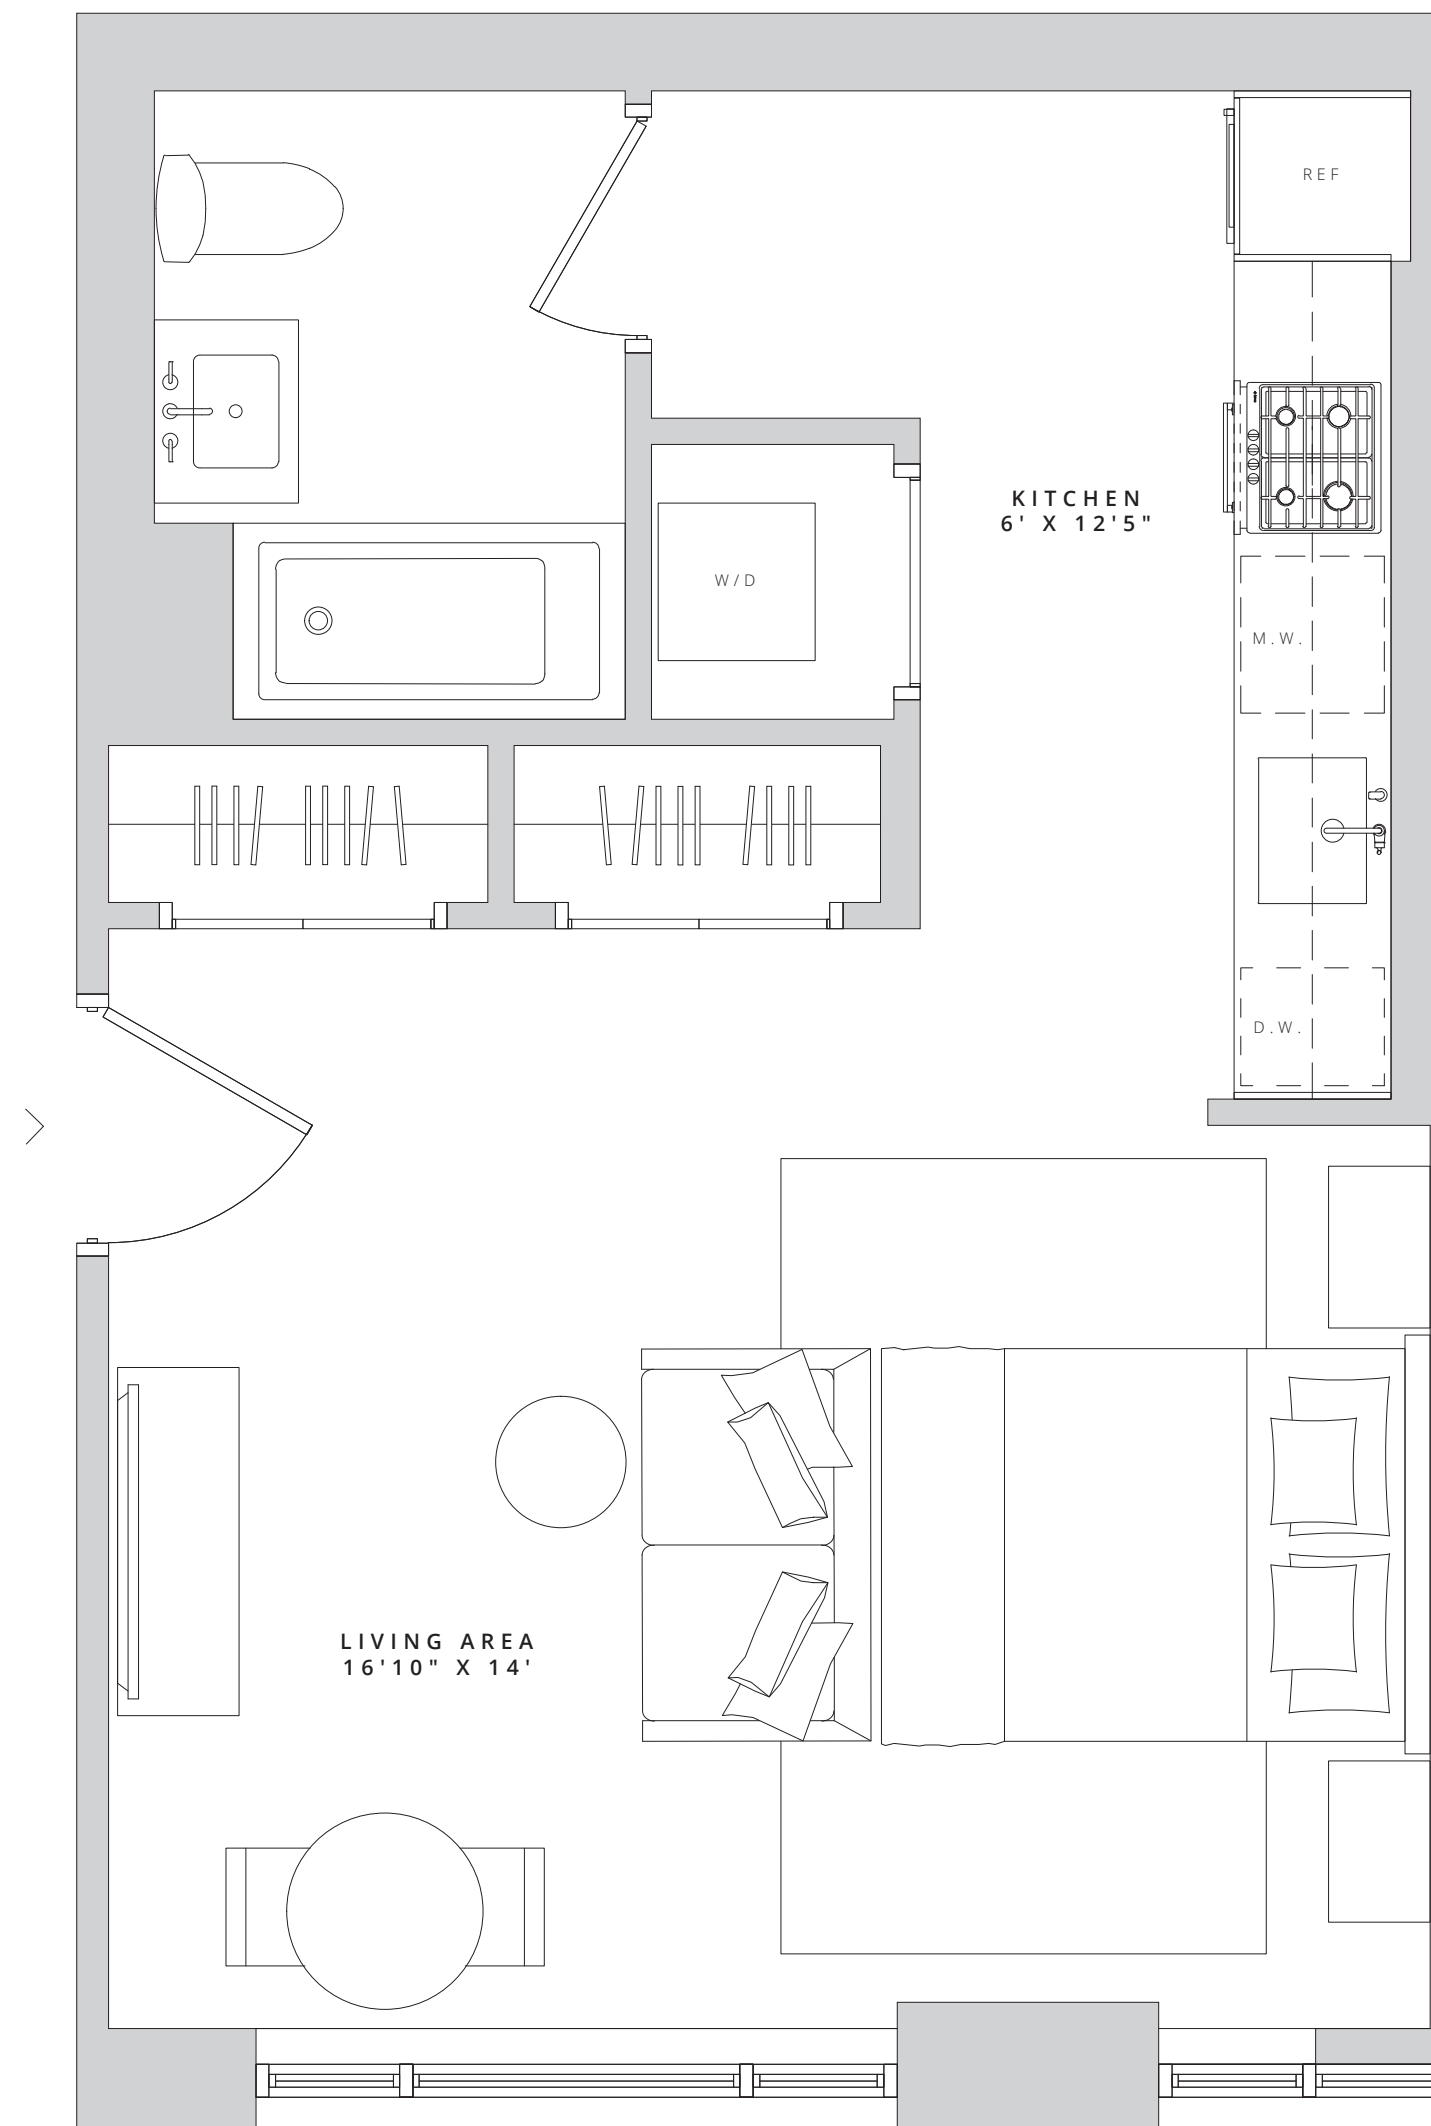 REF
KITCHEN
6' X 12'5"
W/D
M.W.
D.W.
LIVING AREA
16'10" X 14'